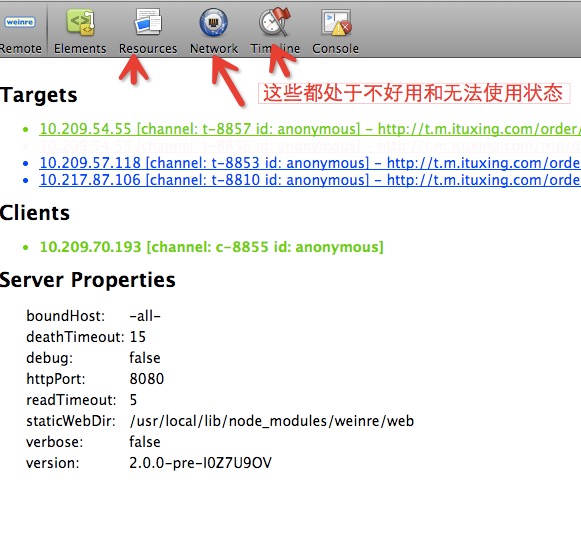 weinre
Remote Elements Resources Network Timeline Console
这些都处于不好用和无法使用状态
Targets
10.209.54.55 [channel: t-8857 id: anonymous] – http://t.m.ituxing.com/order/
10.209.57.118 [channel: t-8853 id: anonymous] – http://t.m.ituxing.com/orde
10.217.87.106 [channel: t-8810 id: anonymous] – http://t.m.ituxing.com/orde
Clients
10.209.70.193 [channel: c-8855 id: anonymous]
Server Properties
boundHost: -all-
deathTimeout: 15
debug: false
httpPort: 8080
readTimeout: 5
staticWebDir: /usr/local/lib/node_modules/weinre/web
verbose: false
version: 2.0.0-pre-I0Z7U9OV